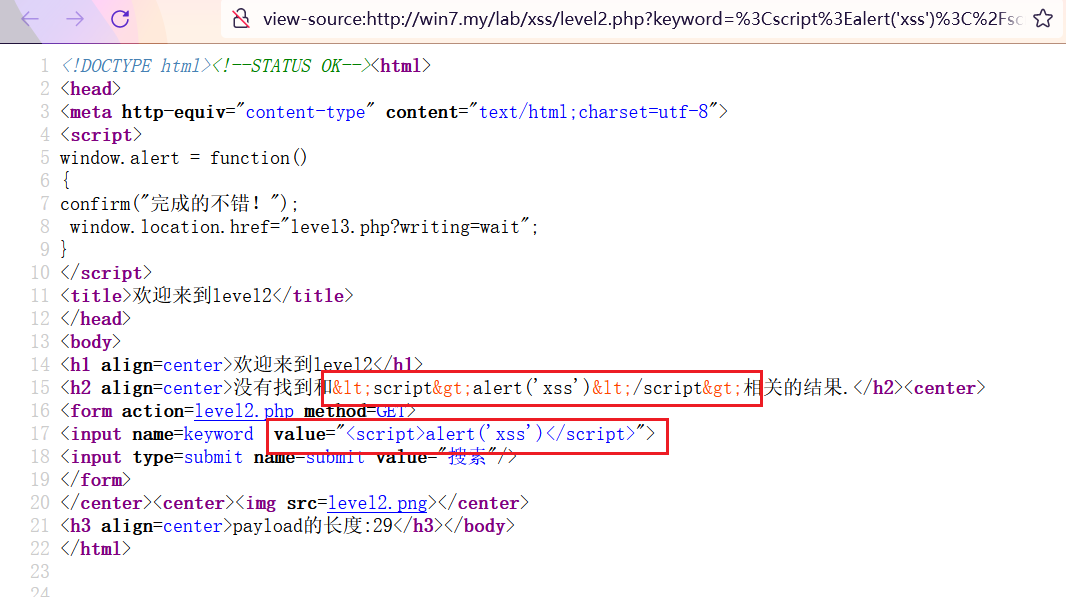 view-source:http://win7.my/lab/xss/level2.php?keyword=%3Cscript%3Ealert('xss')%3C%2Fsc
1 <!DOCTYPE html><!--STATUS OK--><html>
2 <head>
3 <meta http-equiv="content-type" content="text/html;charset=utf-8">
4 <script>
5 window.alert = function()
6 {
7 confirm("完成的不错！");
8  window.location.href="level3.php?writing=wait";
9 }
10 </script>
11 <title>欢迎来到level2</title>
12 </head>
13 <body>
14 <h1 align=center>欢迎来到level2</h1>
15 <h2 align=center>没有找到和&lt;script&gt;alert('xss')&lt;/script&gt;相关的结果.</h2><center>
16 <form action=level2.php method=GET>
17 <input name=keyword  value="<script>alert('xss')</script>">
18 <input type=submit name=submit value="搜索"/>
19 </form>
20 </center><center><img src=level2.png></center>
21 <h3 align=center>payload的长度:29</h3></body>
22 </html>
23
24